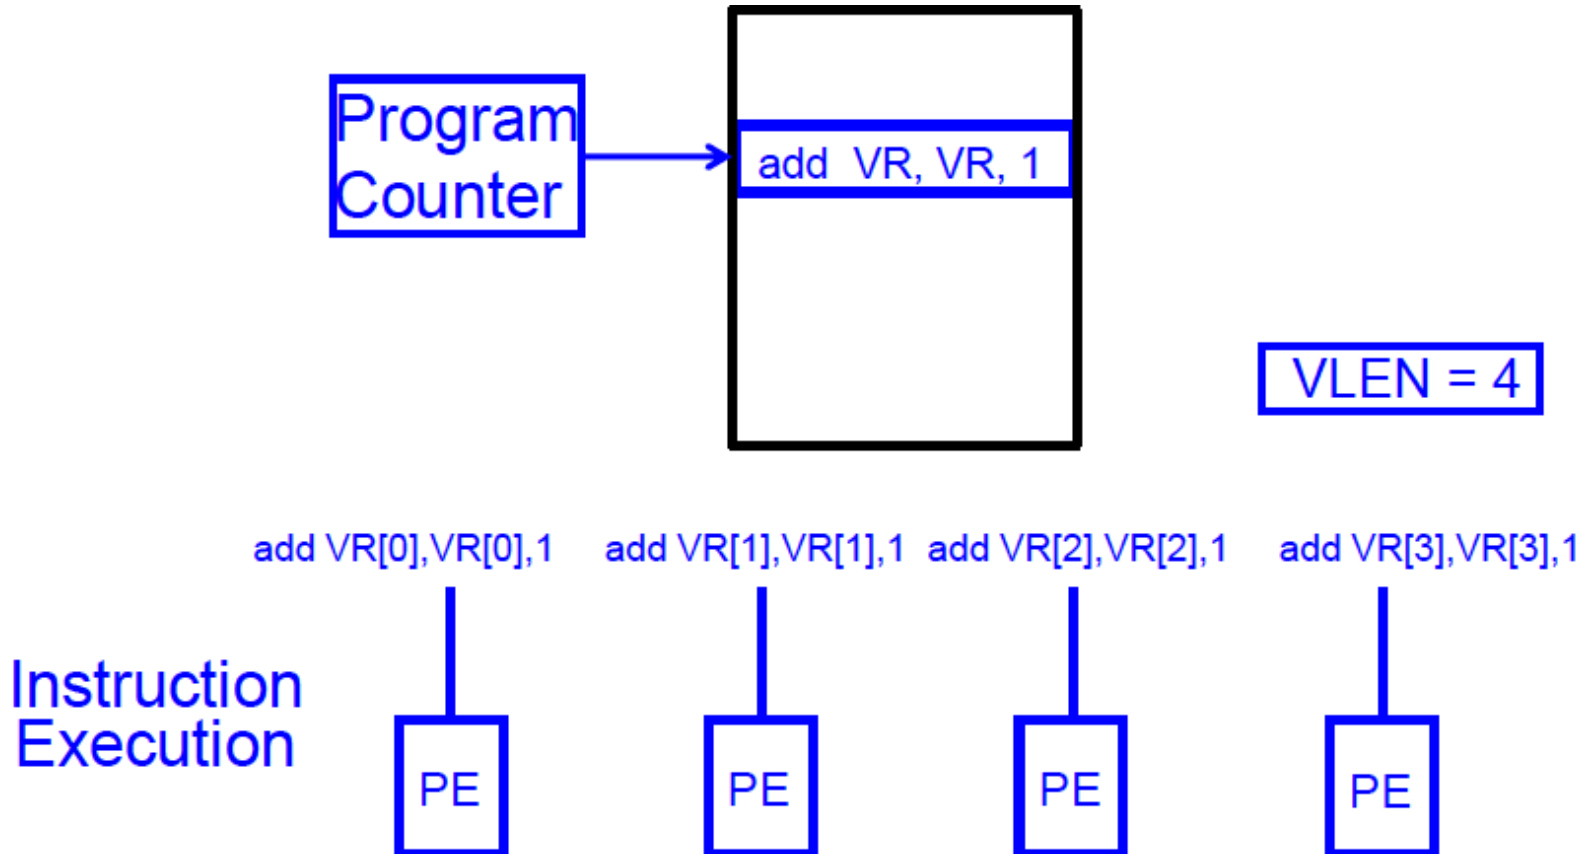 Program
Counter
add VR, VR, 1
VLEN = 4
add VR[0],VR[0],1
add VR[1],VR[1],1
add VR[2],VR[2],1
add VR[3],VR[3],1
Instruction
Execution
PE
PE
PE
PE